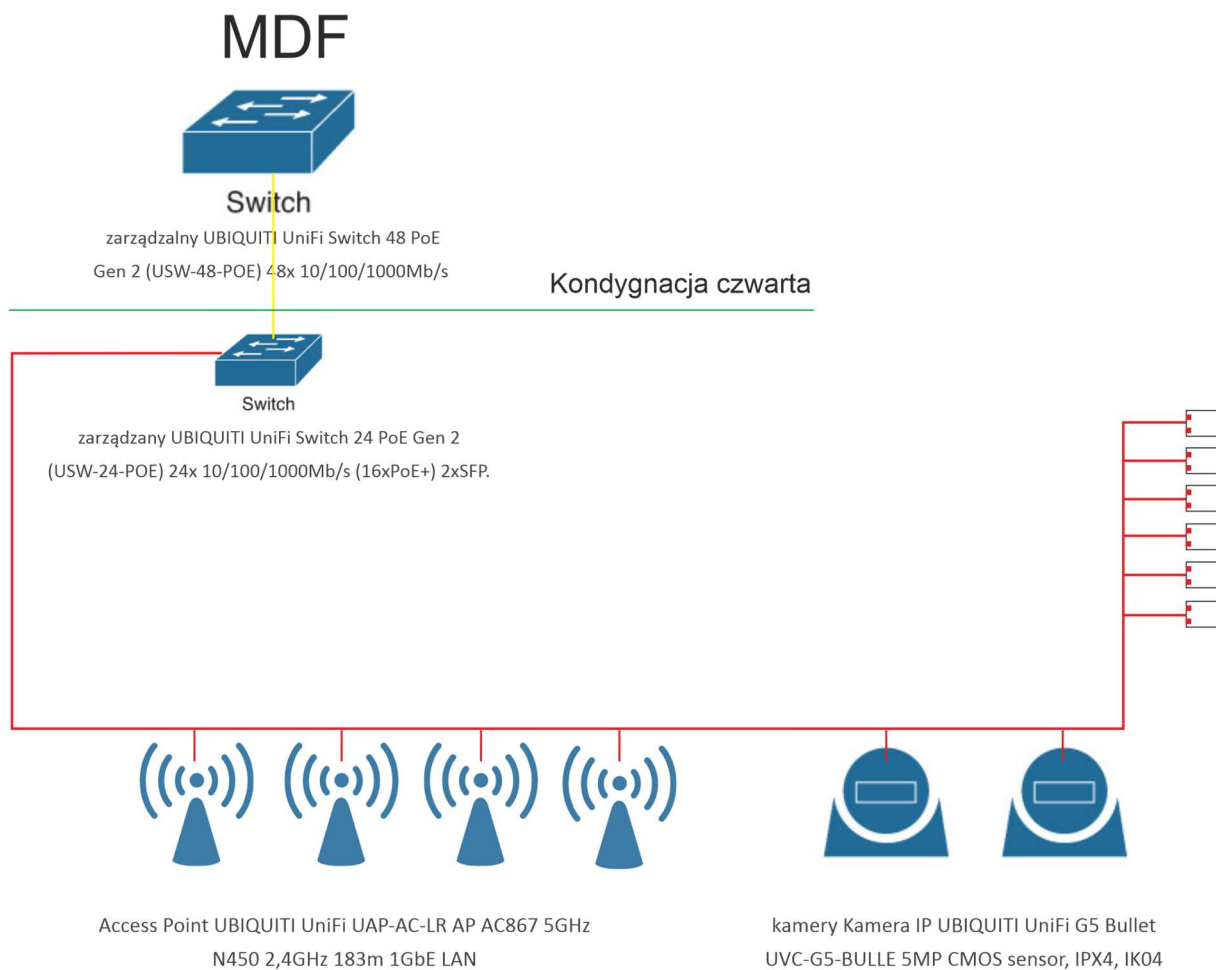 MDF
Switch
zarządzalny UBIQUITI UniFi Switch 48 PoE
Gen 2 (USW-48-POE) 48x 10/100/1000Mb/s
Kondygnacja czwarta
Switch
zarządzany UBIQUITI UniFi Switch 24 PoE Gen 2
(USW-24-POE) 24x 10/100/1000Mb/s (16xPoE+) 2xSFP.
Access Point UBIQUITI UniFi UAP-AC-LR AP AC867 5GHz
N450 2,4GHz 183m 1GbE LAN
kamery Kamera IP UBIQUITI UniFi G5 Bullet
UVC-G5-BULLE 5MP CMOS sensor, IPX4, IK04